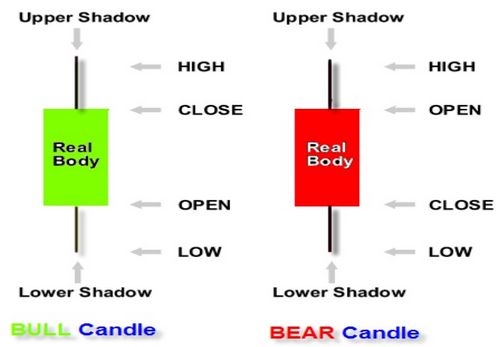 Upper Shadow
HIGH
CLOSE
Real
Body
OPEN
LOW
Lower Shadow
BULL Candle
Upper Shadow
HIGH
OPEN
Real
Body
CLOSE
LOW
Lower Shadow
BEAR Candle